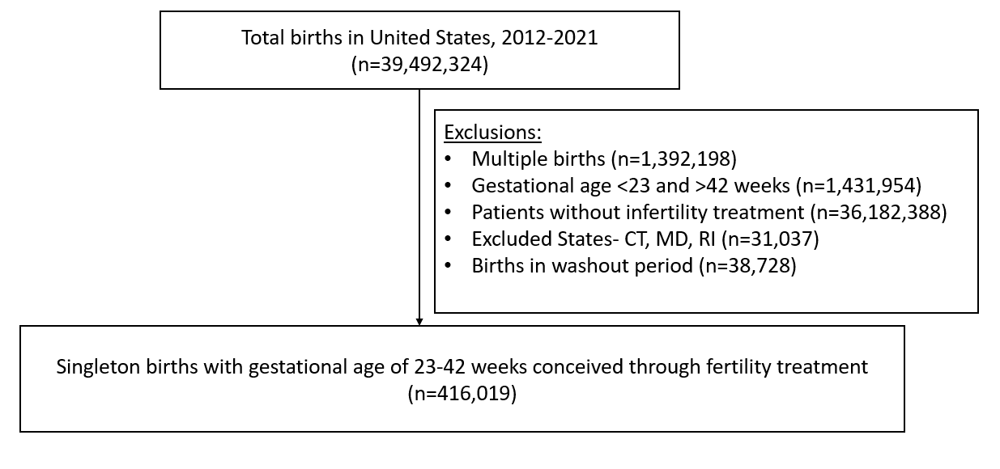 Total births in United States, 2012-2021
(n=39,492,324)
Exclusions:
• Multiple births (n=1,392,198)
• Gestational age <23 and >42 weeks (n=1,431,954)
• Patients without infertility treatment (n=36,182,388)
• Excluded States- CT, MD, RI (n=31,037)
• Births in washout period (n=38,728)
Singleton births with gestational age of 23-42 weeks conceived through fertility treatment
(n=416,019)